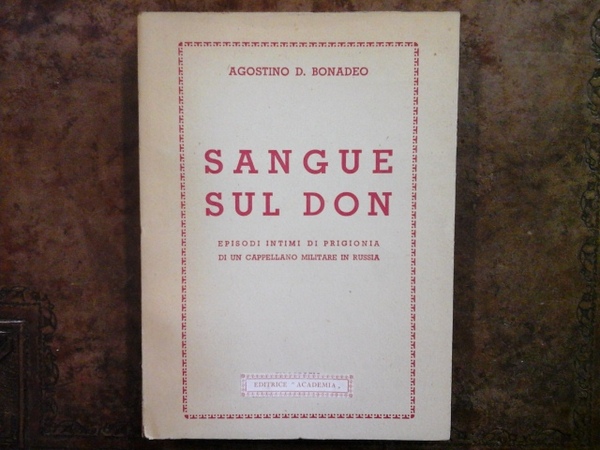 AGOSTINO D. BONADEO
SANGUE
SUL DON
EPISODI INTIMI DI PRIGIONIA
DI UN CAPPELLANO MILITARE IN RUSSIA
EDITRICE "ACADEMIA„